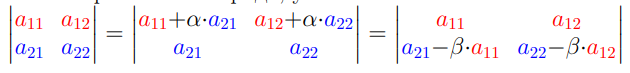 |a₁₁ a₁₂| = |a₁₁+α·a₂₁ a₁₂+α·a₂₂| = |a₁₁ a₁₂|
|a₂₁ a₂₂| |a₂₁ a₂₂| |a₂₁−β·a₁₁ a₂₂−β·a₁₂|